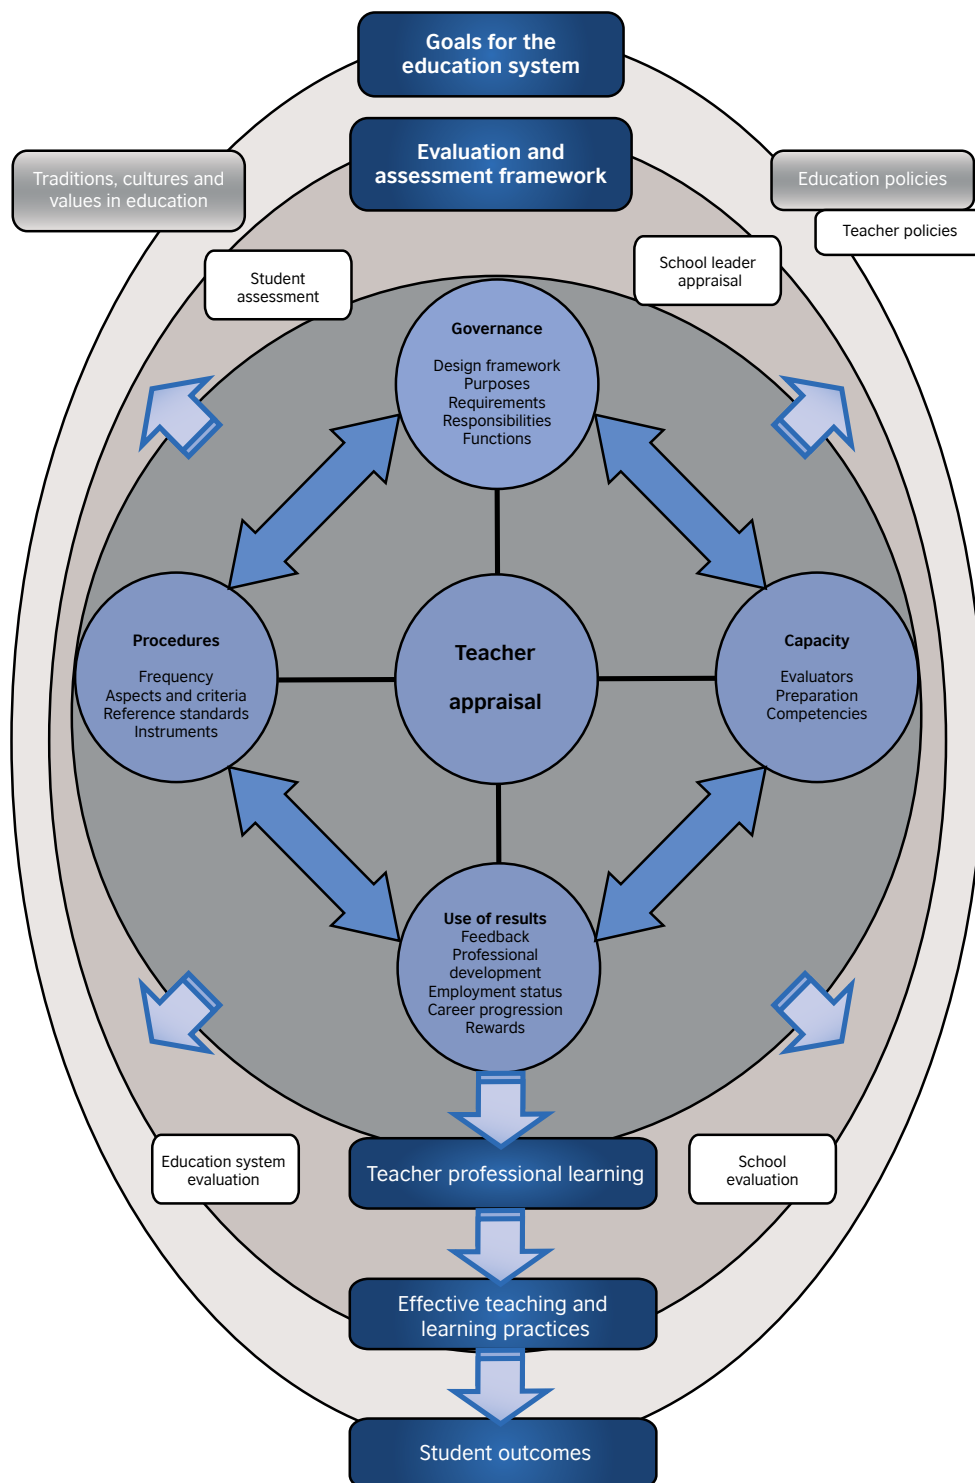 Goals for the
education system
Evaluation and
assessment framework
Traditions, cultures and
values in education
Education policies
Teacher policies
Student
assessment
School leader
appraisal
Governance
Design framework
Purposes
Requirements
Responsibilities
Functions
Procedures
Frequency
Aspects and criteria
Reference standards
Instruments
Teacher
appraisal
Capacity
Evaluators
Preparation
Competencies
Use of results
Feedback
Professional
development
Employment status
Career progression
Rewards
Education system
evaluation
Teacher professional learning
School
evaluation
Effective teaching and
learning practices
Student outcomes